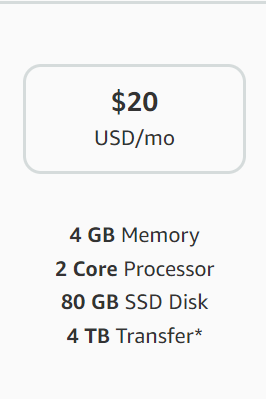 $20
USD/mo
4 GB Memory
2 Core Processor
80 GB SSD Disk
4 TB Transfer*